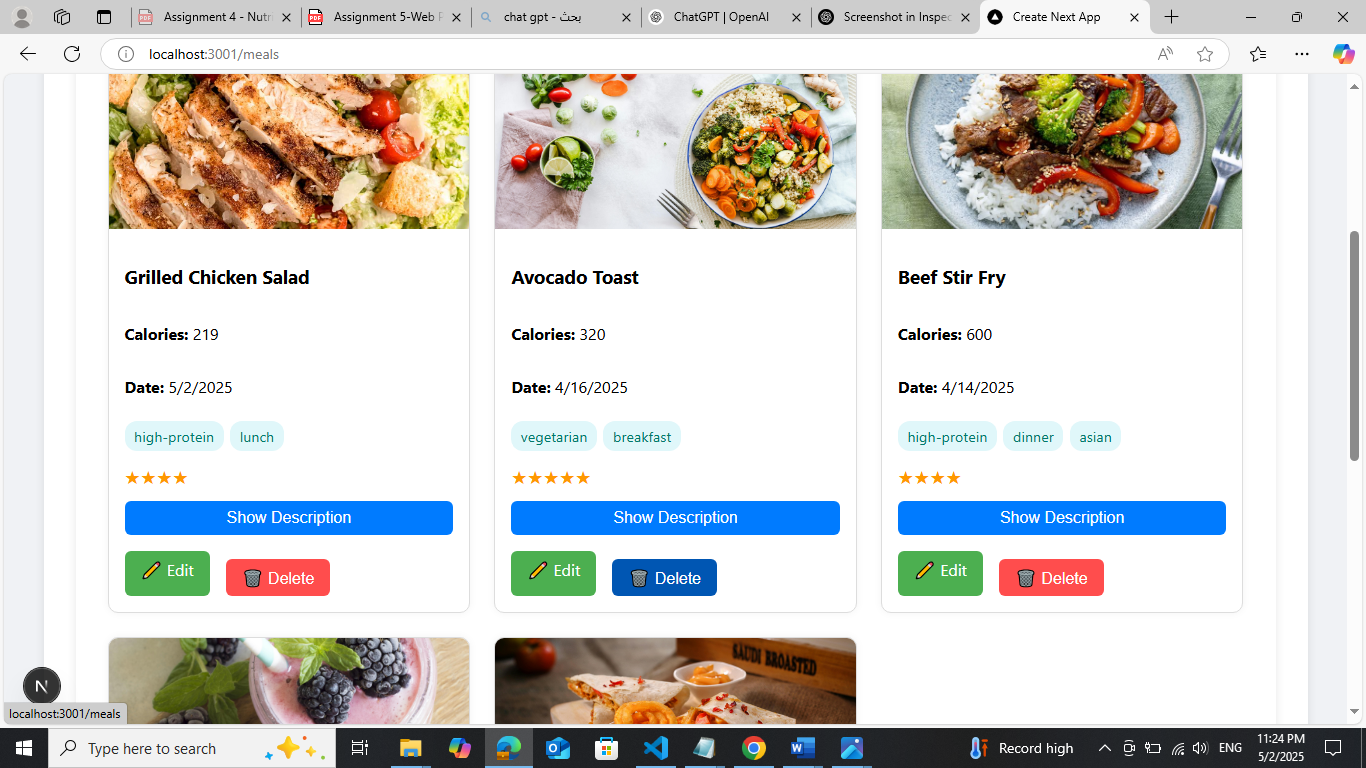 Assignment 4 - Nutri
Assignment 5-Web P
chat gpt - بحث
ChatGPT | OpenAI
Screenshot in Inspec
Create Next App
localhost:3001/meals
SAUDI BROASTED
Grilled Chicken Salad
Avocado Toast
Beef Stir Fry
Calories: 219
Calories: 320
Calories: 600
Date: 5/2/2025
Date: 4/16/2025
Date: 4/14/2025
high-protein lunch
vegetarian breakfast
high-protein dinner asian
★★★★
★★★★★
★★★★
Show Description
Show Description
Show Description
Edit Delete
Edit Delete
Edit Delete
N
localhost:3001/meals
Type here to search
Record high
ENG
11:24 PM
5/2/2025